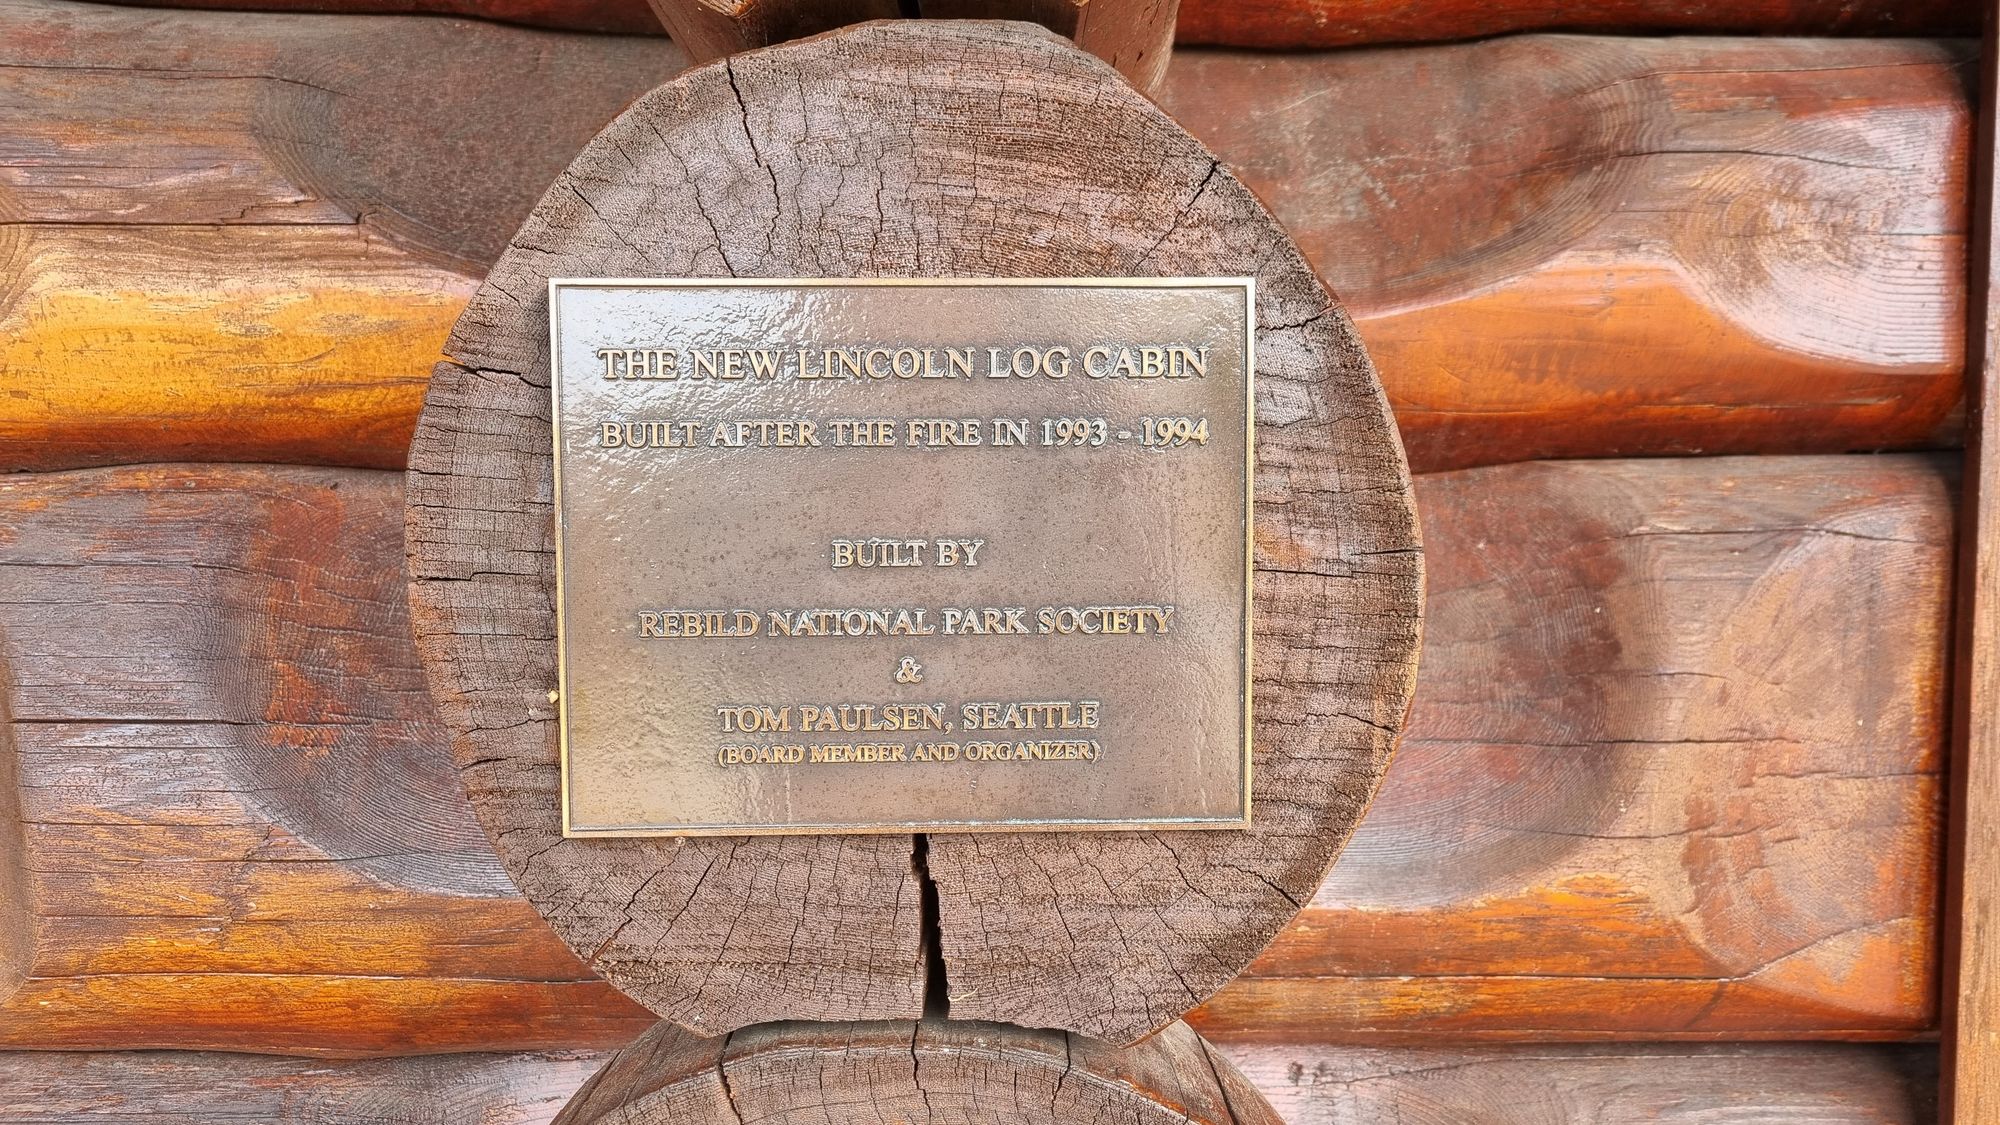 THE NEW LINCOLN LOG CABIN
BUILT AFTER THE FIRE IN 1993 - 1994
BUILT BY
REBILD NATIONAL PARK SOCIETY
&
TOM PAULSEN, SEATTLE
(BOARD MEMBER AND ORGANIZER)